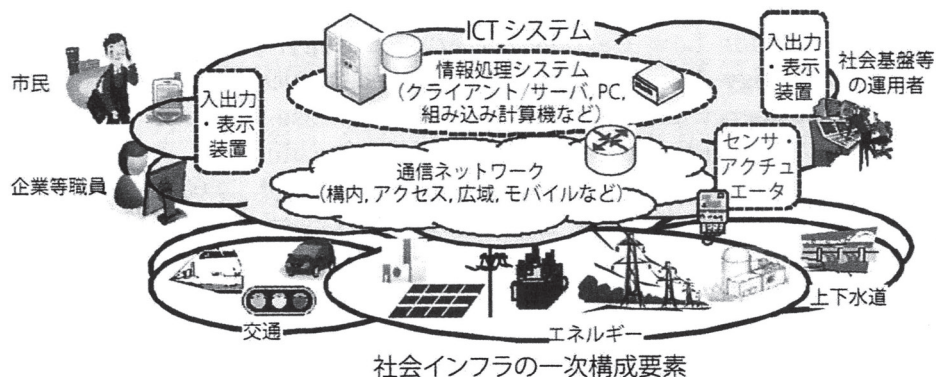 ICTシステム
市民
入出力
・表示
装置
情報処理システム
(クライアント/サーバ, PC,
組み込み計算機など)
入出力
・表示
装置
社会基盤等
の運用者
企業等職員
通信ネットワーク
(構内, アクセス, 広域, モバイルなど)
センサ・
アクチュ
エータ
交通
エネルギー
上下水道
社会インフラの一次構成要素